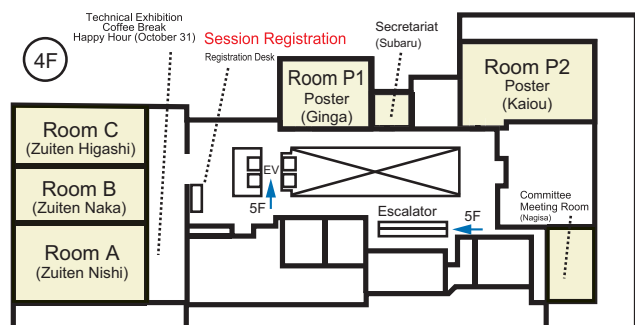 Technical Exhibition
Coffee Break
Happy Hour (October 31)
4F
Session Registration
Registration Desk
Secretariat
(Subaru)
Room P1
Poster
(Ginga)
Room P2
Poster
(Kaiou)
Room C
(Zuiten Higashi)
Room B
(Zuiten Naka)
Room A
(Zuiten Nishi)
EV
5F
Escalator
5F
Committee
Meeting Room
(Nagisa)